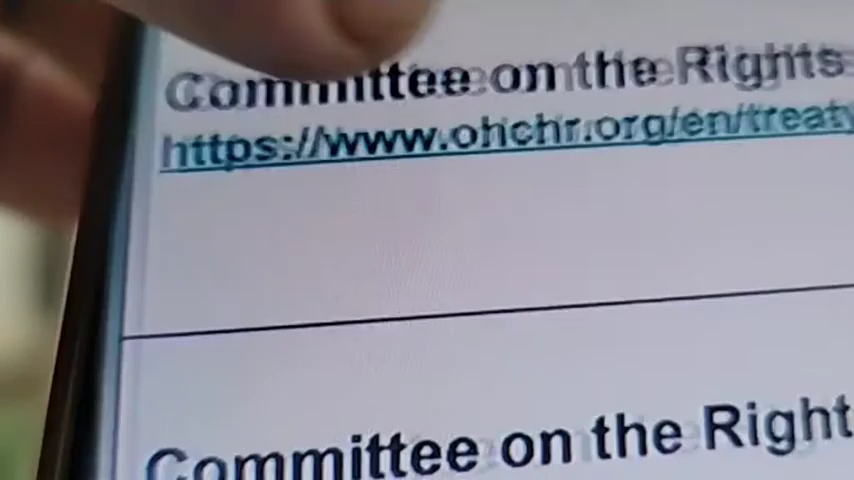 Committee on the Rights
https://www.ohchr.org/en/treaty
Committee on the Right